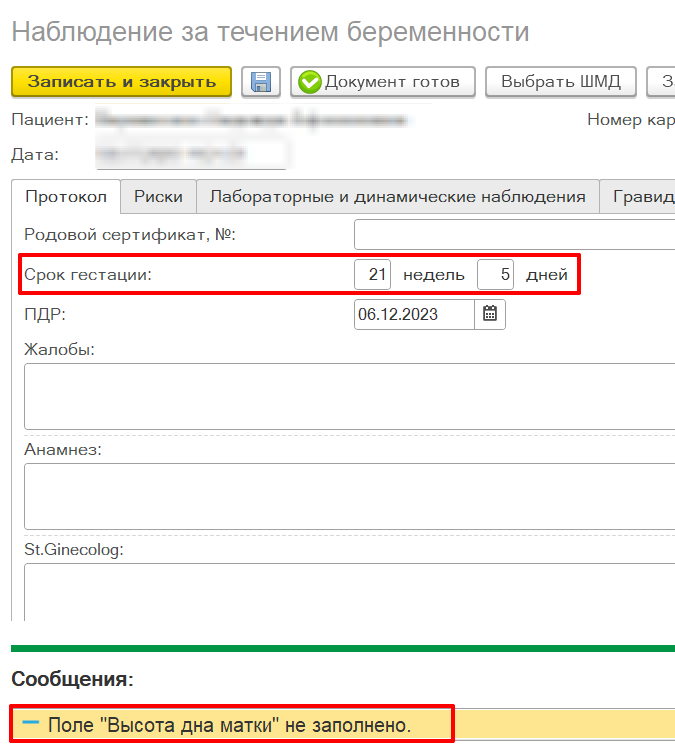 Наблюдение за течением беременности
Записать и закрыть Документ готов Выбрать ШМД
Пациент: Номер кар
Дата:
Протокол Риски Лабораторные и динамические наблюдения Гравид
Родовой сертификат, №:
Срок гестации: 21 недель 5 дней
ПДР: 06.12.2023
Жалобы:
Анамнез:
St.Ginecolog:
Сообщения:
Поле "Высота дна матки" не заполнено.